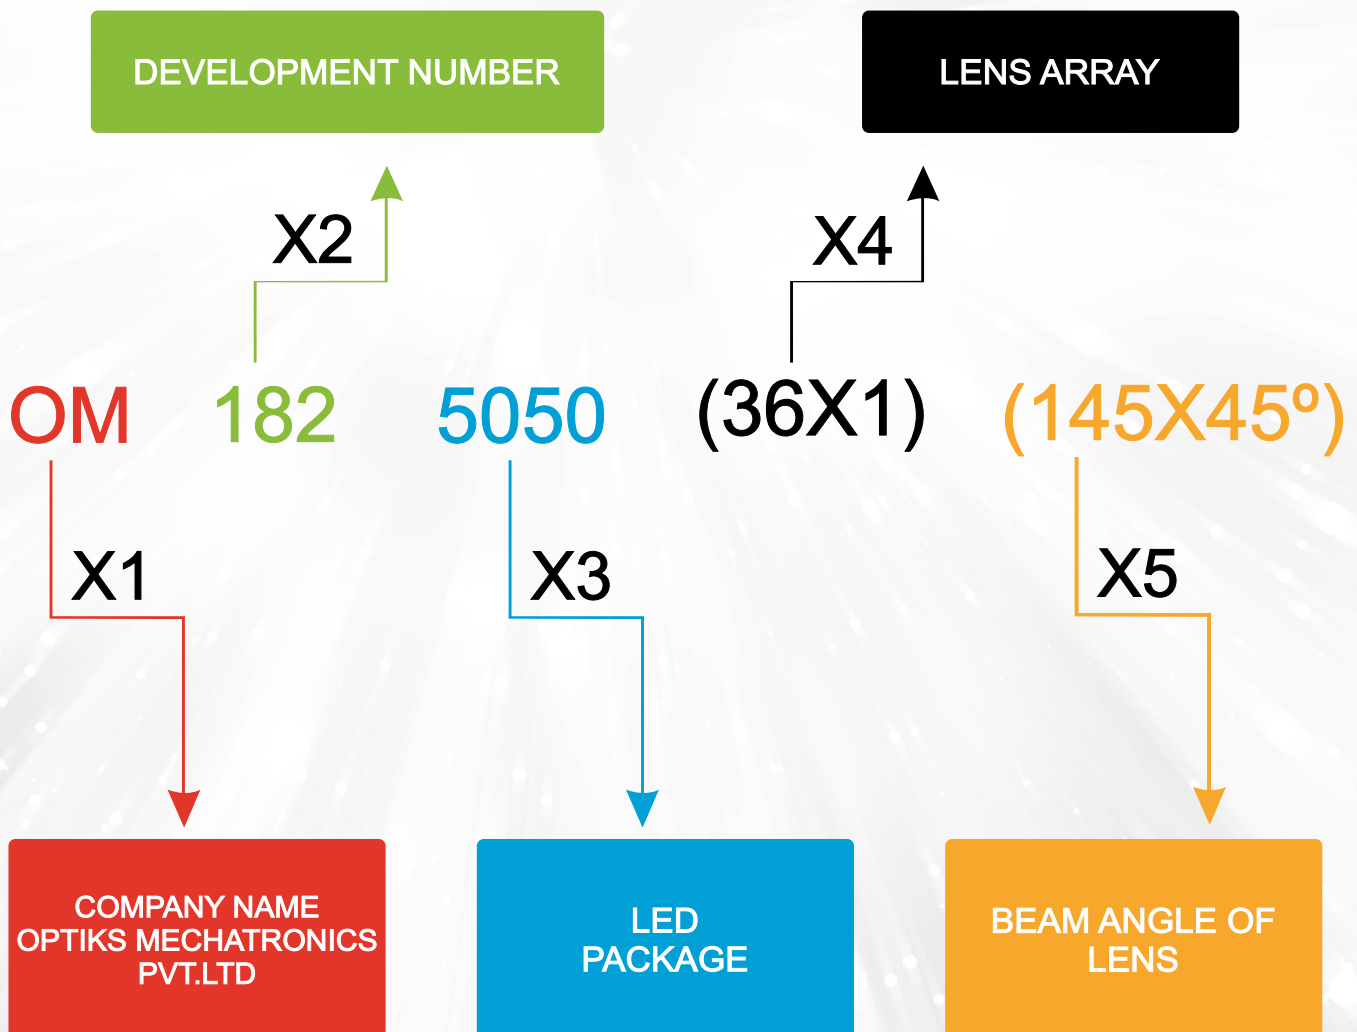 DEVELOPMENT NUMBER
LENS ARRAY
X2
X4
OM 182 5050 (36X1) (145X45º)
X1
X3
X5
COMPANY NAME
OPTIKS MECHATRONICS
PVT.LTD
LED
PACKAGE
BEAM ANGLE OF
LENS